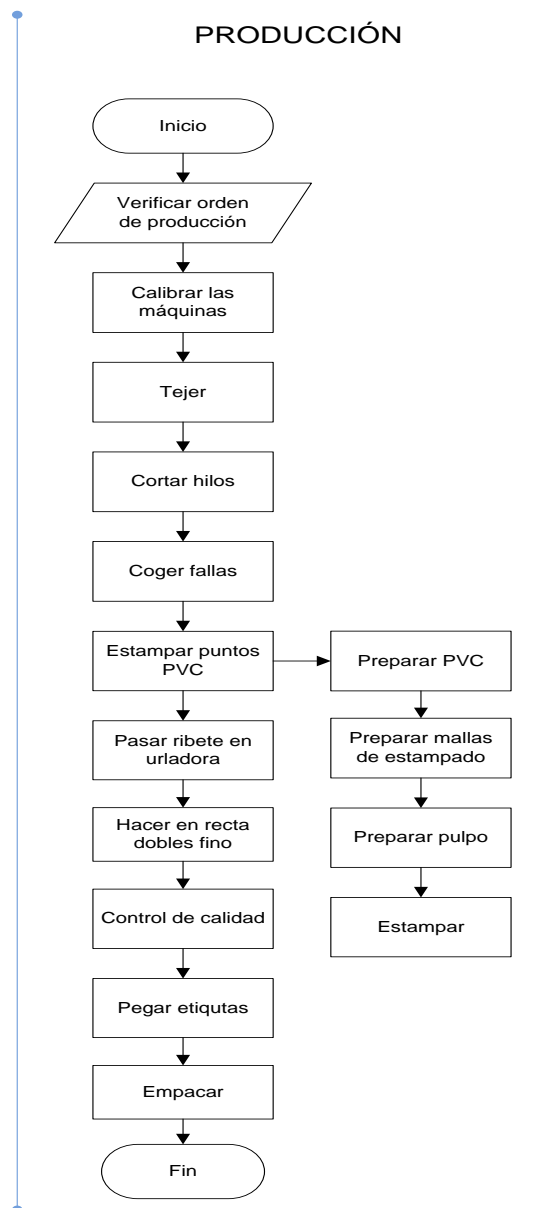 PRODUCCIÓN
Inicio
Verificar orden
de producción
Calibrar las
máquinas
Tejer
Cortar hilos
Coger fallas
Estampar puntos
PVC
Preparar PVC
Pasar ribete en
urladora
Preparar mallas
de estampado
Hacer en recta
dobles fino
Preparar pulpo
Control de calidad
Estampar
Pegar etiqutas
Empacar
Fin